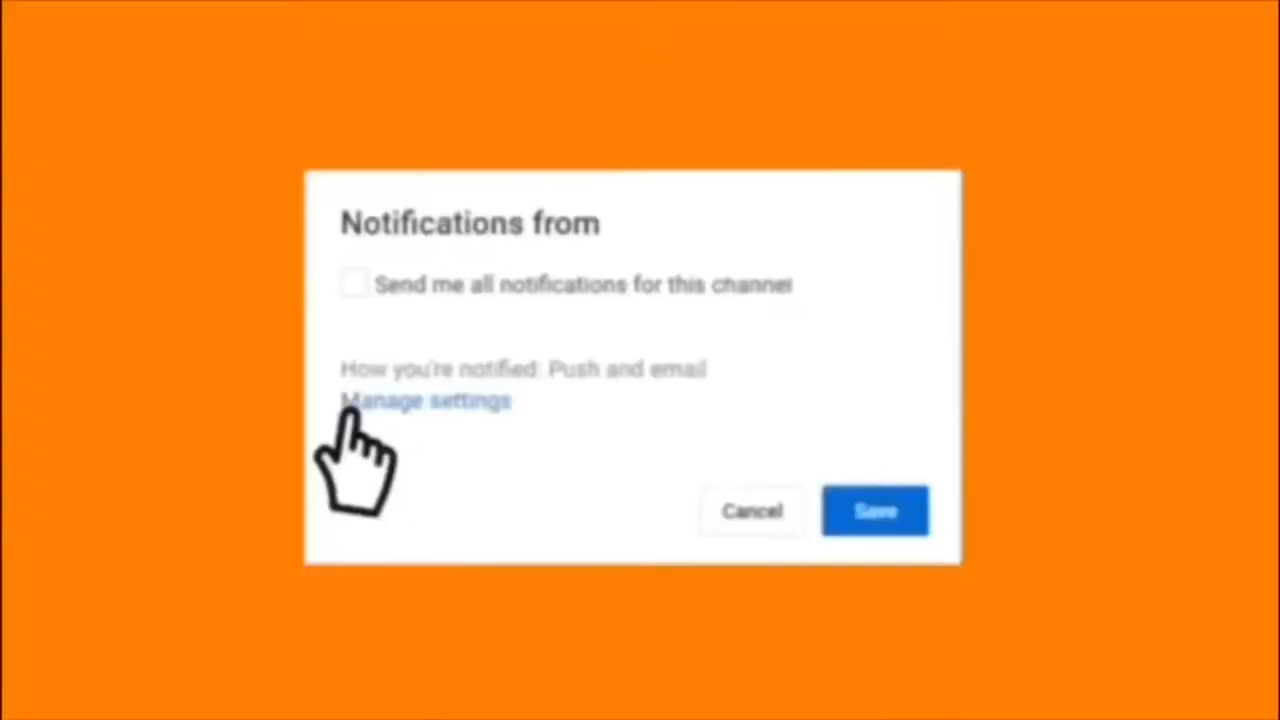 Notifications from
Send me all notifications for this channel
How you're notified: Push and email
Manage settings
Cancel
Save